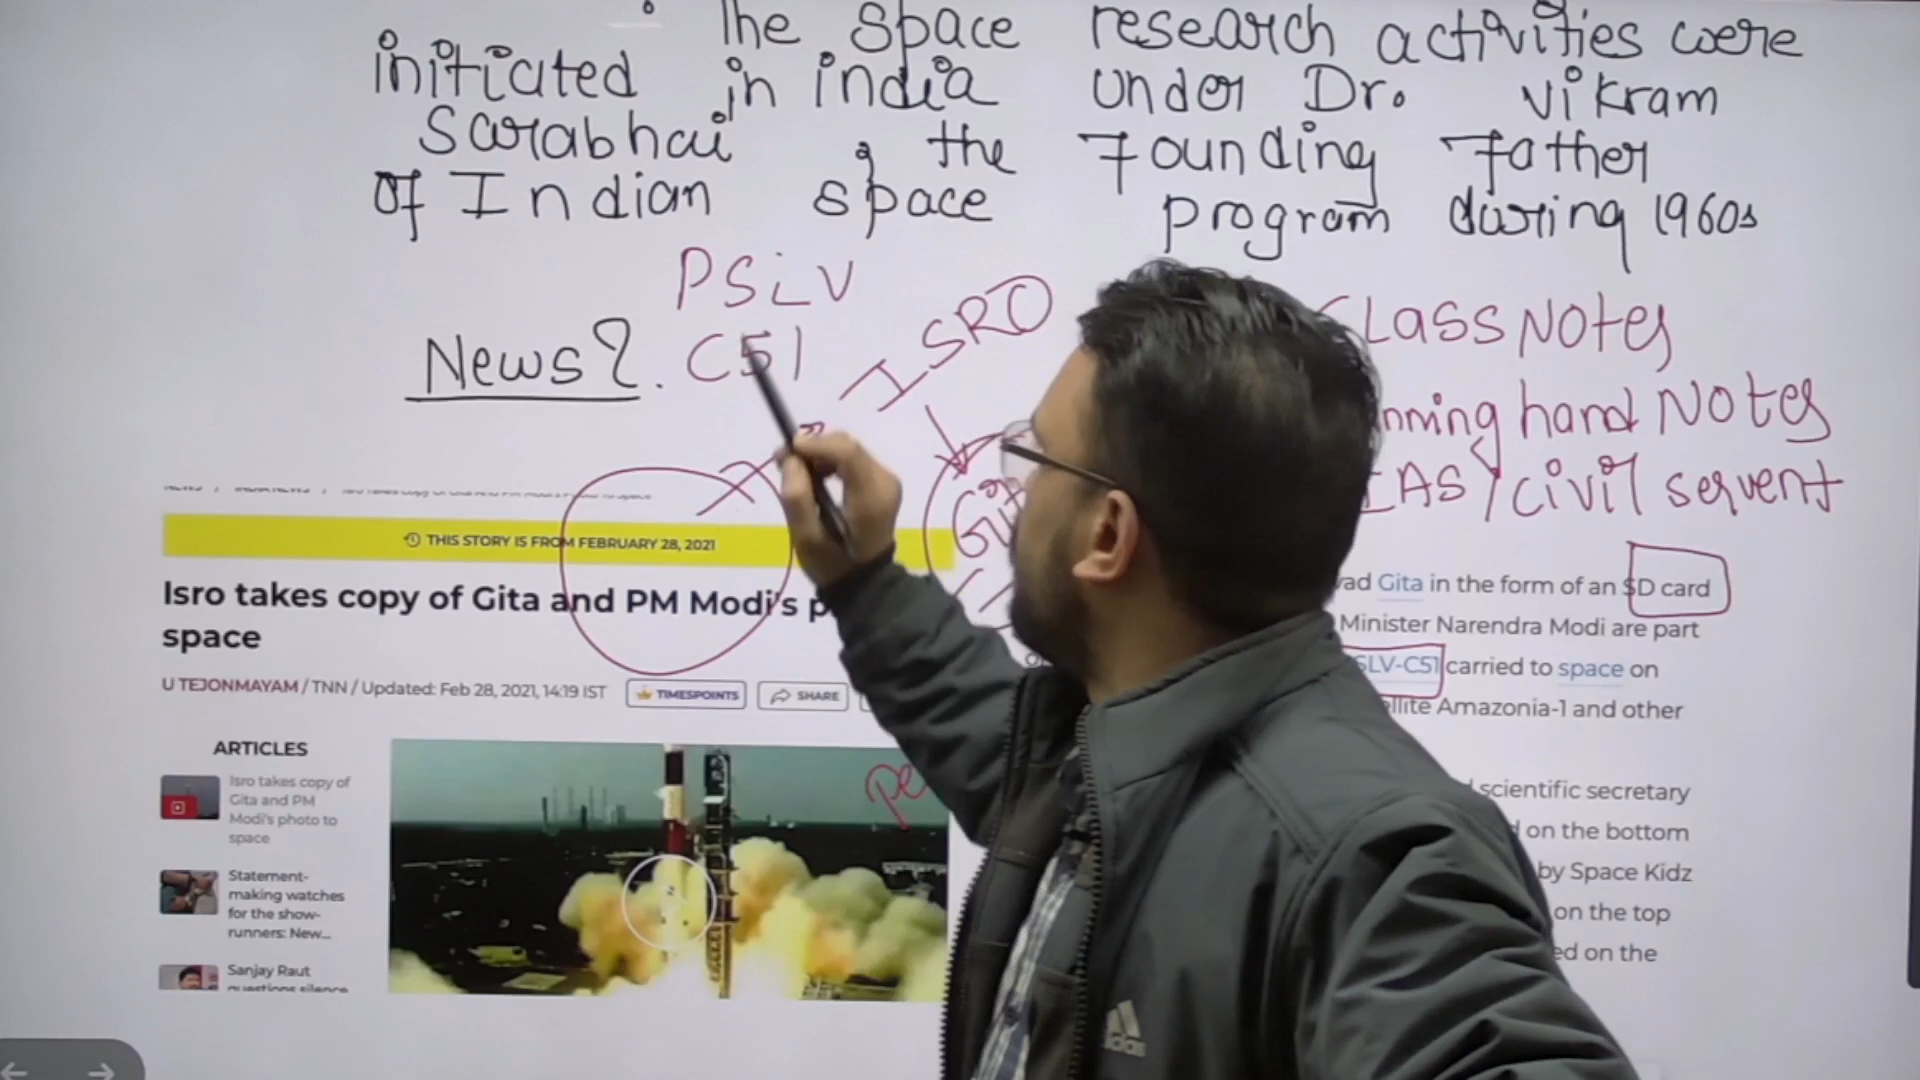 The space research activities were
initiated in india under Dr. Vikram
Sarabhai, the Founding Father
Of Indian space program during 1960s
PSLV
C51
News?
ISRO
Class Notes
hand Notes
IAS / civil servent
THIS STORY IS FROM FEBRUARY 28, 2021
Isro takes copy of Gita and PM Modi's
space
U TEJONMAYAM / TNN / Updated: Feb 28, 2021, 14:19 IST
TIMESPOINTS
SHARE
Gita in the form of an SD card
Minister Narendra Modi are part
SLV-C51 carried to space on
Amazonia-1 and other
scientific secretary
on the bottom
by Space Kidz
on the top
on the
ARTICLES
Isro takes copy of
Gita and PM
Modi's photo to
space
Statement-
making watches
for the show-
runners: New...
Sanjay Raut
questions silence
adidas